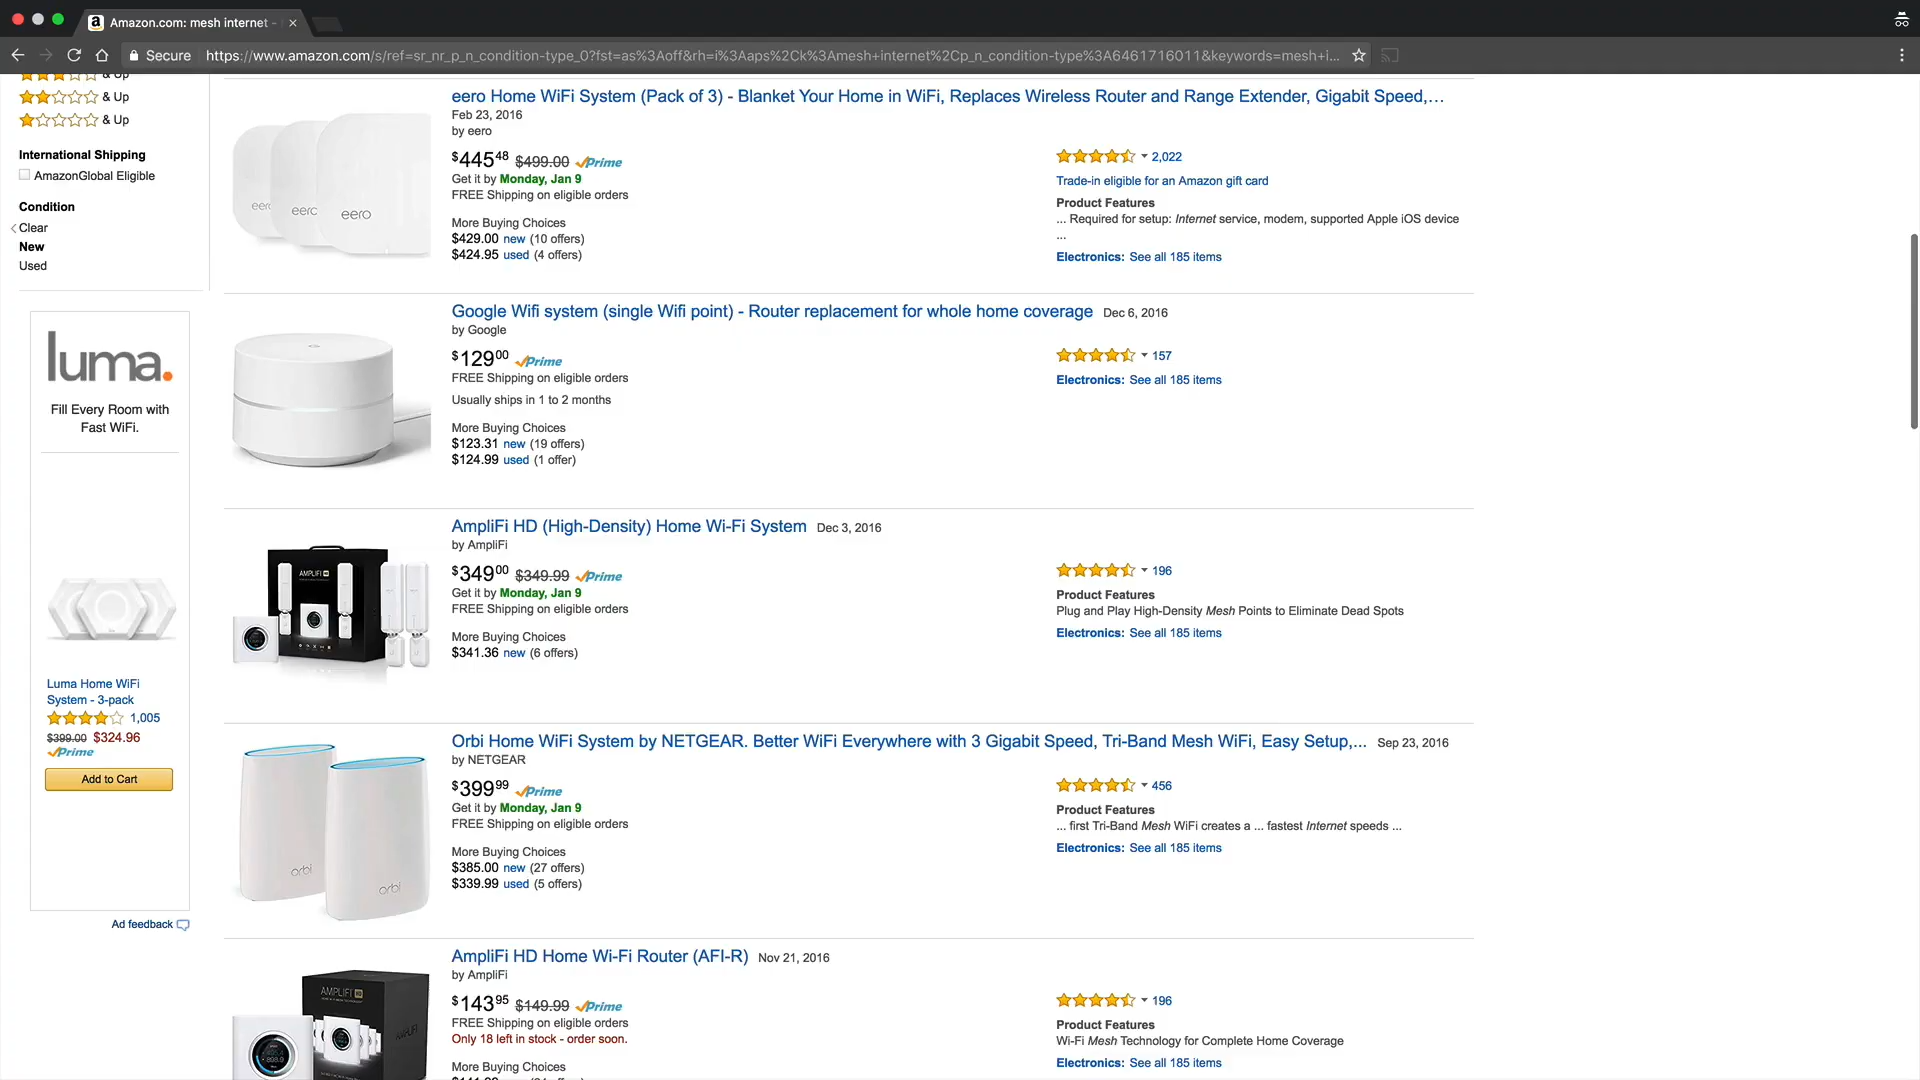 Amazon.com: mesh internet -
Secure https://www.amazon.com/s/ref=sr_nr_p_n_condition-type_0?fst=as%3Aoff&rh=i%3Aaps%2Ck%3Amesh+internet%2Cp_n_condition-type%3A6461716011&keywords=mesh+i...
& Up
& Up
& Up
International Shipping
AmazonGlobal Eligible
Condition
Clear
New
Used
luma.
Fill Every Room with
Fast WiFi.
Luma Home WiFi
System - 3-pack
1,005
$399.00 $324.96
Prime
Add to Cart
Ad feedback
eero Home WiFi System (Pack of 3) - Blanket Your Home in WiFi, Replaces Wireless Router and Range Extender, Gigabit Speed,…
Feb 23, 2016
by eero
$445 48 $499.00 Prime
Get it by Monday, Jan 9
FREE Shipping on eligible orders
More Buying Choices
$429.00 new (10 offers)
$424.95 used (4 offers)
2,022
Trade-in eligible for an Amazon gift card
Product Features
... Required for setup: Internet service, modem, supported Apple iOS device
...
Electronics: See all 185 items
eero
Google Wifi system (single Wifi point) - Router replacement for whole home coverage Dec 6, 2016
by Google
$129 00 Prime
FREE Shipping on eligible orders
Usually ships in 1 to 2 months
More Buying Choices
$123.31 new (19 offers)
$124.99 used (1 offer)
157
Electronics: See all 185 items
AmpliFi HD (High-Density) Home Wi-Fi System Dec 3, 2016
by AmpliFi
$349 00 $349.99 Prime
Get it by Monday, Jan 9
FREE Shipping on eligible orders
More Buying Choices
$341.36 new (6 offers)
196
Product Features
Plug and Play High-Density Mesh Points to Eliminate Dead Spots
Electronics: See all 185 items
AMPLIFI HD
Orbi Home WiFi System by NETGEAR. Better WiFi Everywhere with 3 Gigabit Speed, Tri-Band Mesh WiFi, Easy Setup,... Sep 23, 2016
by NETGEAR
$399 99 Prime
Get it by Monday, Jan 9
FREE Shipping on eligible orders
More Buying Choices
$385.00 new (27 offers)
$339.99 used (5 offers)
456
Product Features
... first Tri-Band Mesh WiFi creates a ... fastest Internet speeds ...
Electronics: See all 185 items
orbi
orbi
AmpliFi HD Home Wi-Fi Router (AFI-R) Nov 21, 2016
by AmpliFi
$143 95 $149.99 Prime
FREE Shipping on eligible orders
Only 18 left in stock - order soon.
More Buying Choices
196
Product Features
Wi-Fi Mesh Technology for Complete Home Coverage
Electronics: See all 185 items
AMPLIFI HD
AMPLIFI